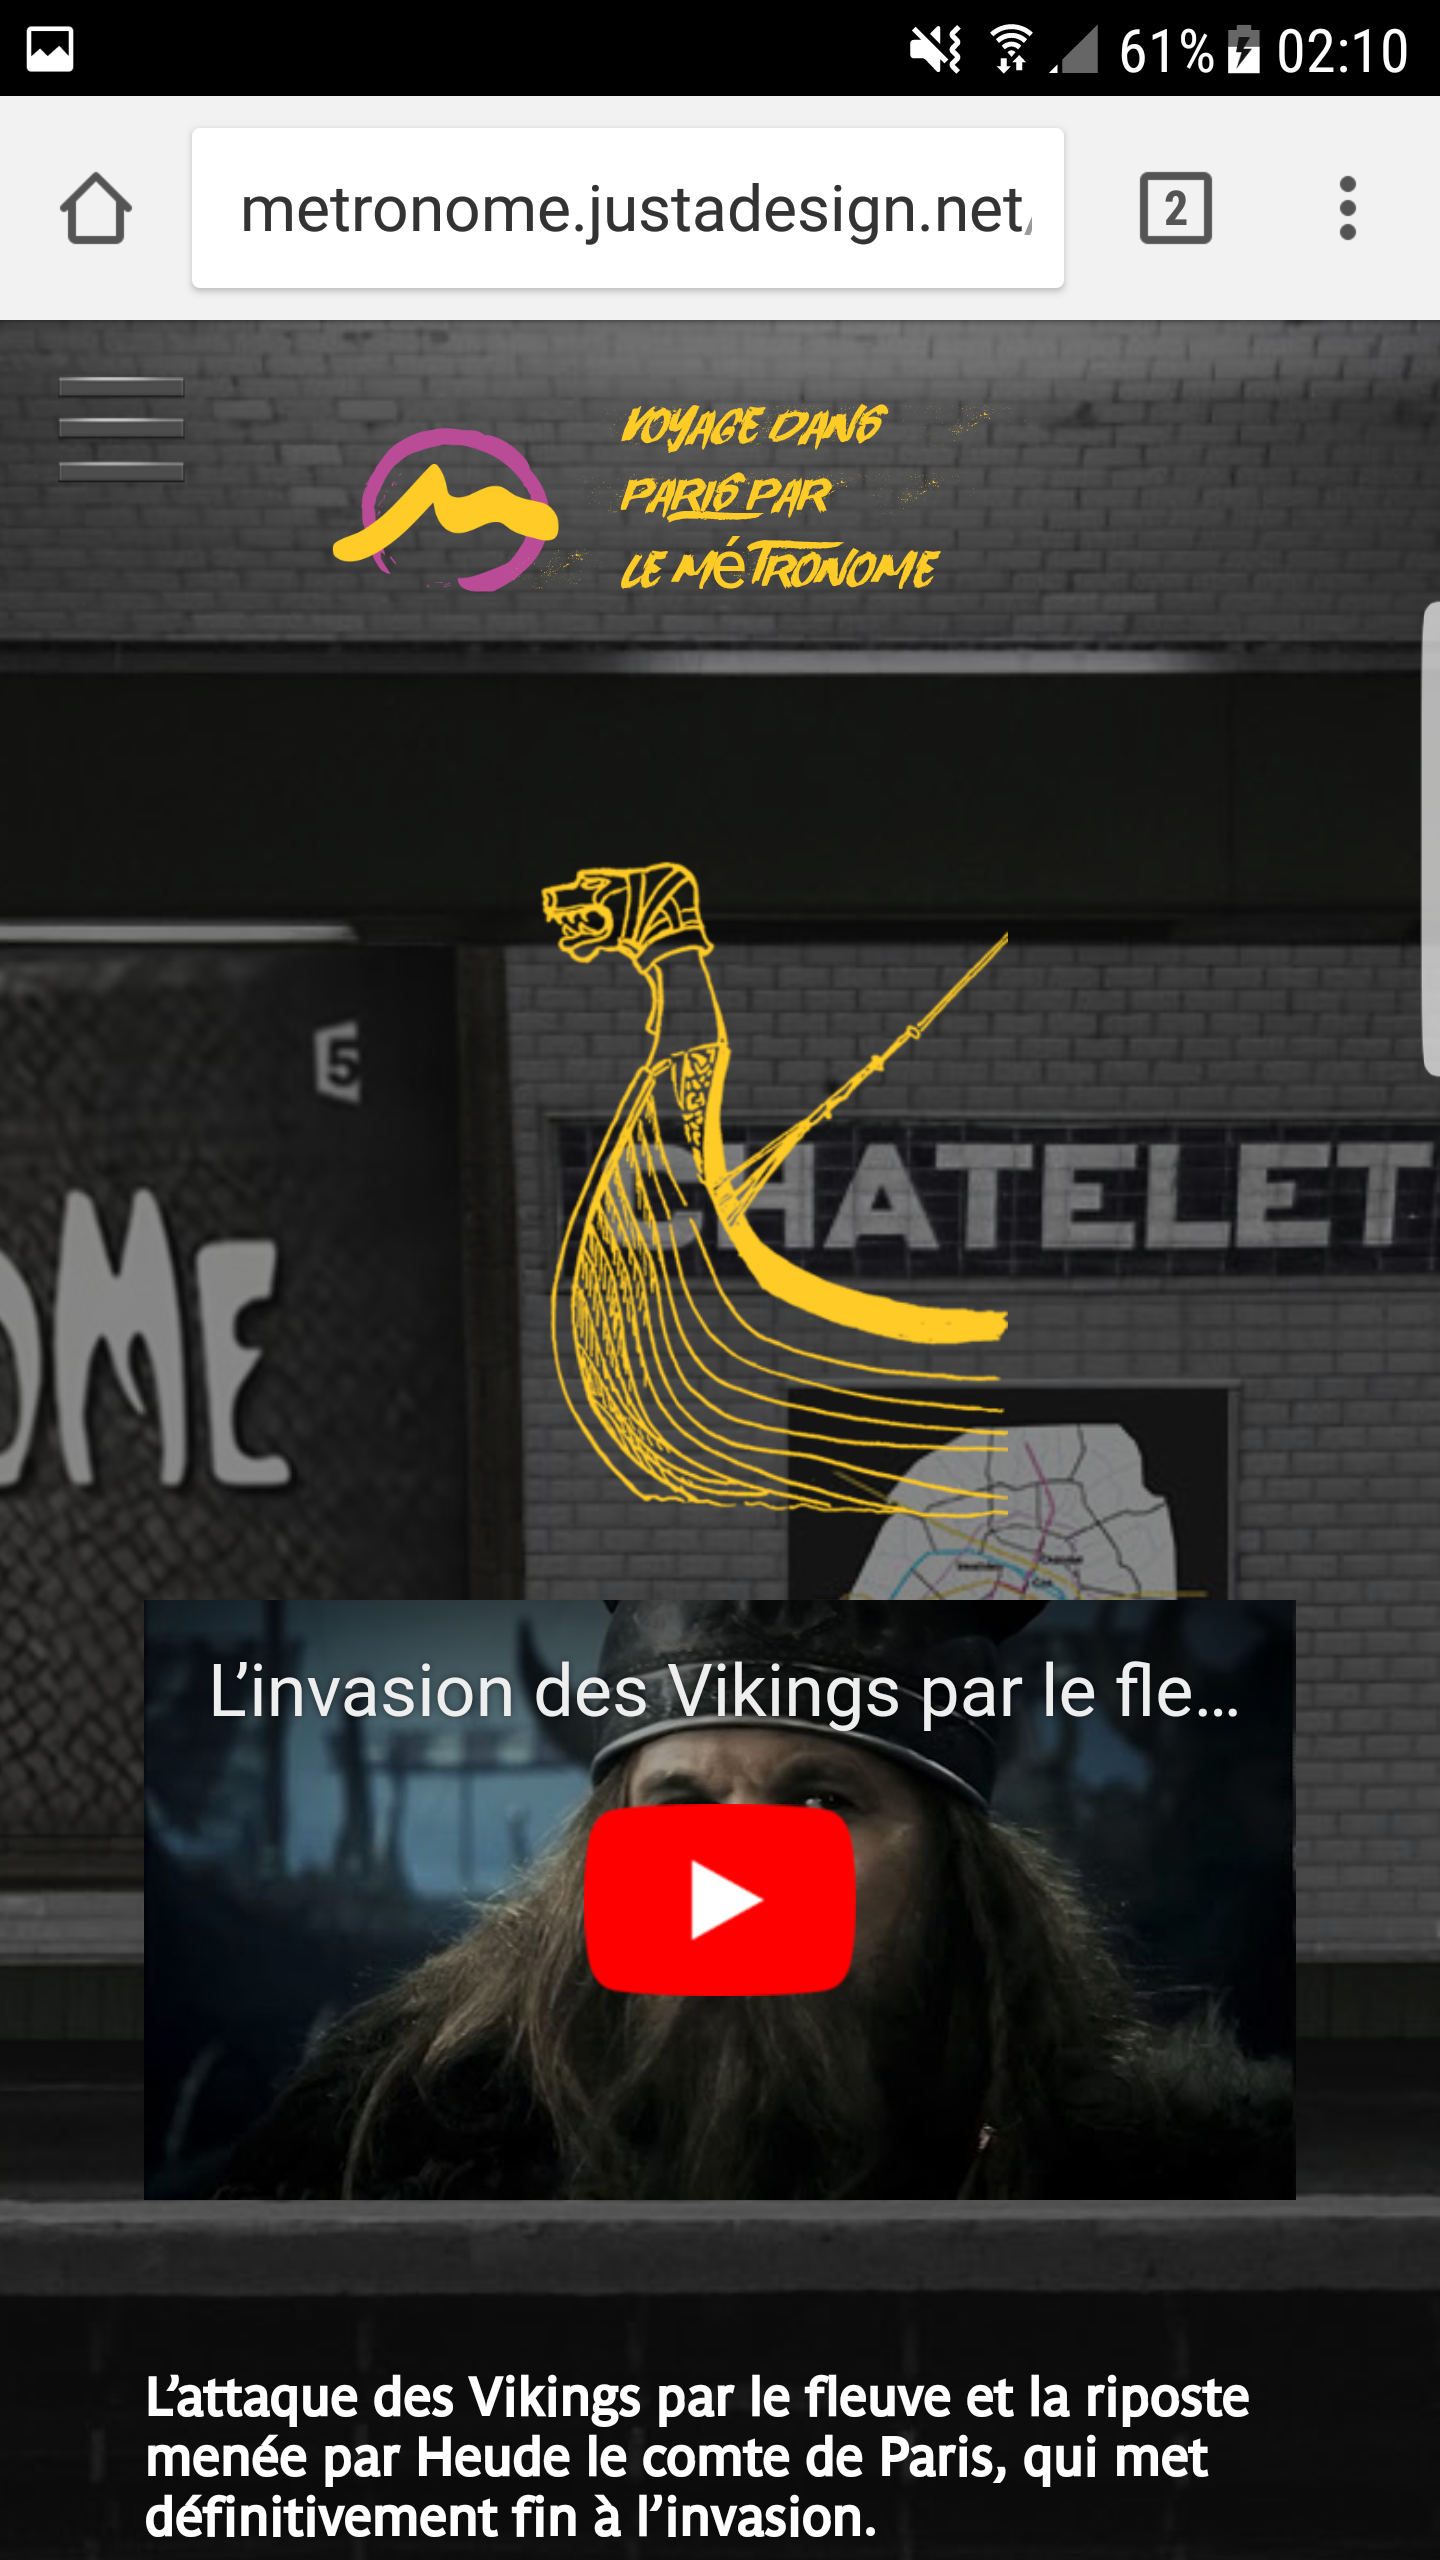 61% 02:10
metronome.justadesign.net
2
VOYAGE DANS
PARIS PAR
LE MéTRONOME
5
CHATELET
OME
L’invasion des Vikings par le fle…
L’attaque des Vikings par le fleuve et la riposte
menée par Heude le comte de Paris, qui met
définitivement fin à l’invasion.